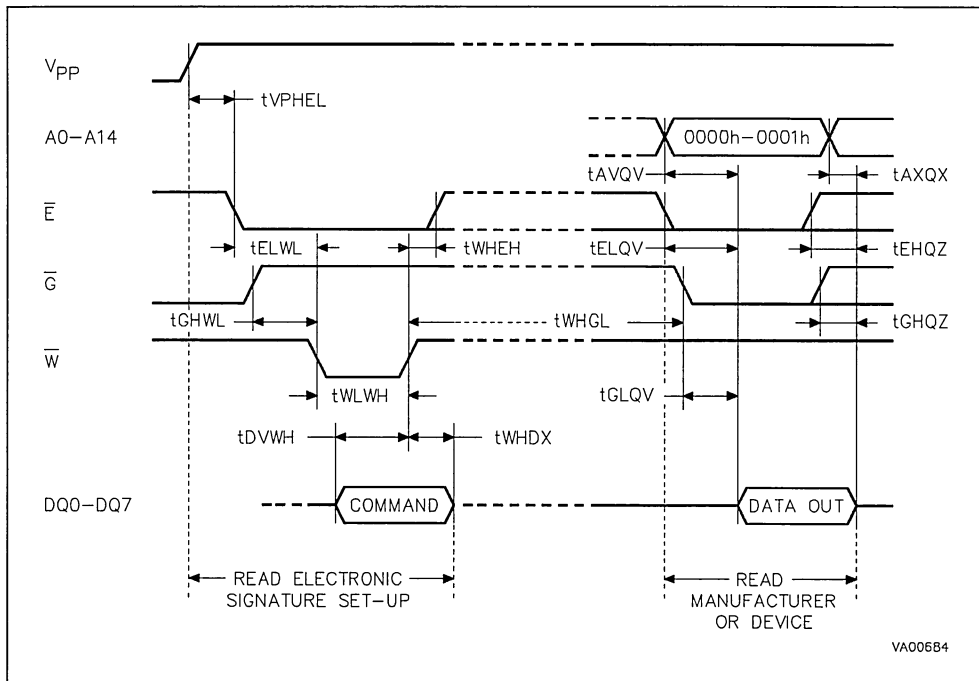 VPP
tVPHEL
A0-A14
0000h-0001h
tAVQV
tAXQX
E
tELWL
tWHEH
tELQV
tEHQZ
G
tGHWL
tWHGL
tGHQZ
W
tWLWH
tGLQV
tDVWH
tWHDX
DQ0-DQ7
COMMAND
DATA OUT
READ ELECTRONIC
SIGNATURE SET-UP
READ
MANUFACTURER
OR DEVICE
VA00684